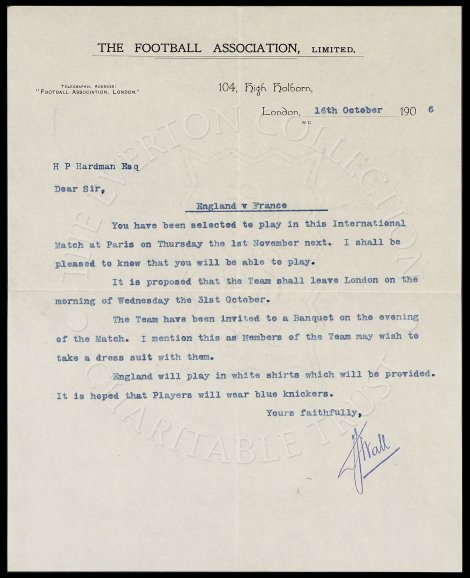 THE FOOTBALL ASSOCIATION, LIMITED.
TELEGRAPHIC ADDRESS:
"FOOTBALL ASSOCIATION, LONDON."
104, High Holborn,
London, 16th October 1906
W.C.
H P Hardman Esq
Dear Sir,
England v France
You have been selected to play in this International
Match at Paris on Thursday the 1st November next. I shall be
pleased to know that you will be able to play.
It is proposed that the Team shall leave London on the
morning of Wednesday the 31st October.
The Team have been invited to a Banquet on the evening
of the Match. I mention this as Members of the Team may wish to
take a dress suit with them.
England will play in white shirts which will be provided.
It is hoped that Players will wear blue knickers.
Yours faithfully,
FJWall
THE EVERTON COLLECTION
CHARITABLE TRUST